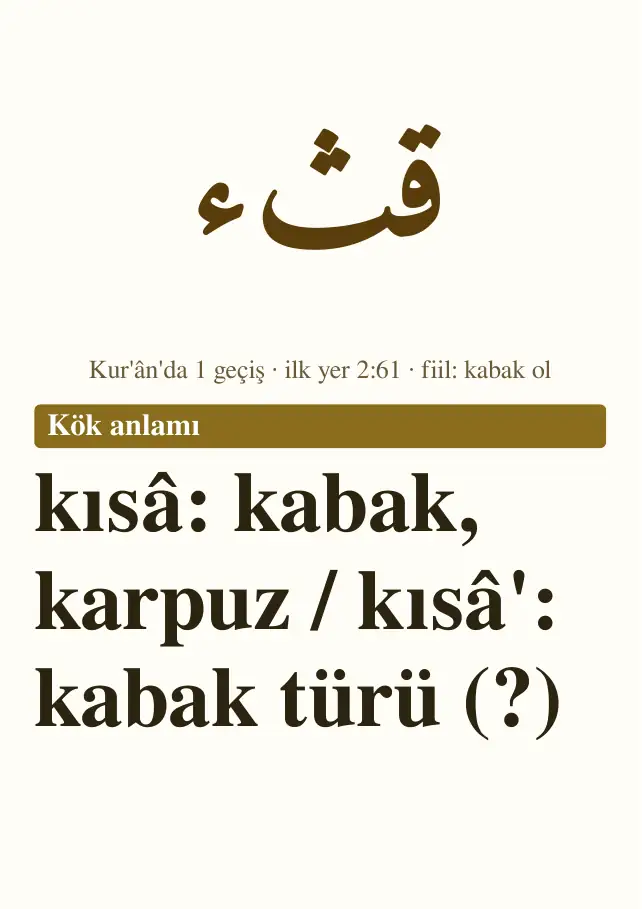 قثء
Kur'ân'da 1 geçiş · ilk yer 2:61 · fiil: kabak ol
Kök anlamı
kısâ: kabak,
karpuz / kısâ':
kabak türü (?)